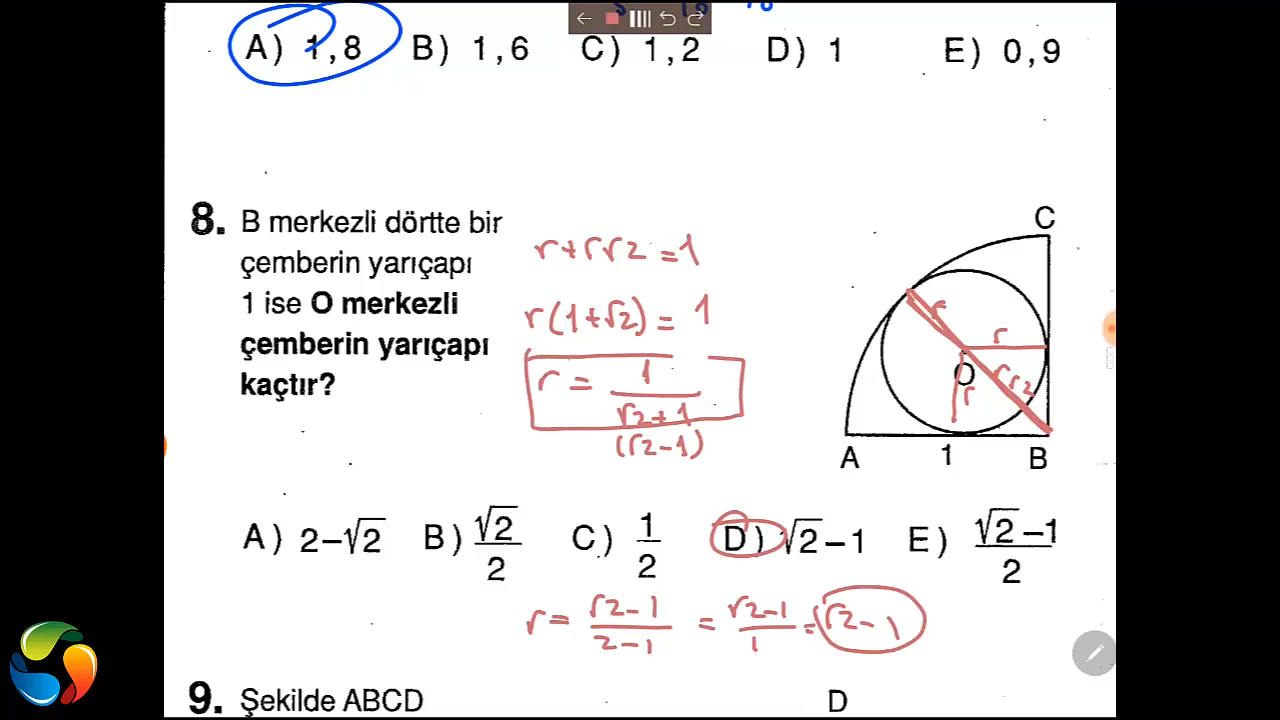 A) 1,8 B) 1,6 C) 1,2 D) 1 E) 0,9
8. B merkezli dörtte bir
çemberin yarıçapı
1 ise O merkezli
çemberin yarıçapı
kaçtır?
r+r√2 =1
r(1+√2) = 1
r = 1/(√2+1)
(√2-1)
C
r
r
O
r
r√2
A 1 B
A) 2-√2 B) √2/2 C) 1/2 D) √2-1 E) (√2-1)/2
r = (√2-1)/(2-1) = (√2-1)/1 = √2-1
9. Şekilde ABCD
D